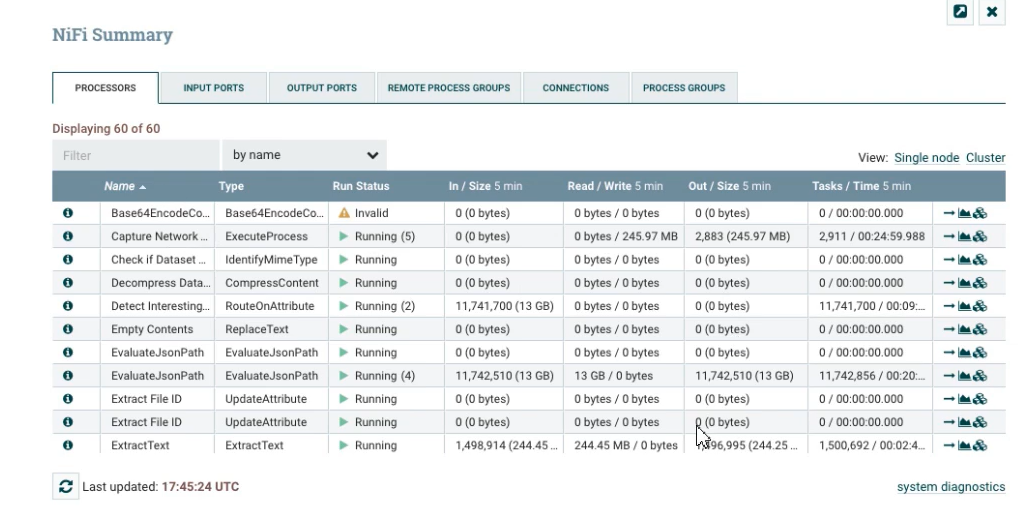 NiFi Summary
PROCESSORS INPUT PORTS OUTPUT PORTS REMOTE PROCESS GROUPS CONNECTIONS PROCESS GROUPS
Displaying 60 of 60
Filter by name
View: Single node Cluster
Name Type Run Status In / Size 5 min Read / Write 5 min Out / Size 5 min Tasks / Time 5 min
Base64EncodeCo... Base64EncodeCo... Invalid 0 (0 bytes) 0 bytes / 0 bytes 0 (0 bytes) 0 / 00:00:00.000
Capture Network ... ExecuteProcess Running (5) 0 (0 bytes) 0 bytes / 245.97 MB 2,883 (245.97 MB) 2,911 / 00:24:59.988
Check if Dataset ... IdentifyMimeType Running 0 (0 bytes) 0 bytes / 0 bytes 0 (0 bytes) 0 / 00:00:00.000
Decompress Data... CompressContent Running 0 (0 bytes) 0 bytes / 0 bytes 0 (0 bytes) 0 / 00:00:00.000
Detect Interesting... RouteOnAttribute Running (2) 11,741,700 (13 GB) 0 bytes / 0 bytes 0 (0 bytes) 11,741,700 / 00:09:...
Empty Contents ReplaceText Running 0 (0 bytes) 0 bytes / 0 bytes 0 (0 bytes) 0 / 00:00:00.000
EvaluateJsonPath EvaluateJsonPath Running 0 (0 bytes) 0 bytes / 0 bytes 0 (0 bytes) 0 / 00:00:00.000
EvaluateJsonPath EvaluateJsonPath Running (4) 11,742,510 (13 GB) 13 GB / 0 bytes 11,742,510 (13 GB) 11,742,856 / 00:20:...
Extract File ID UpdateAttribute Running 0 (0 bytes) 0 bytes / 0 bytes 0 (0 bytes) 0 / 00:00:00.000
Extract File ID UpdateAttribute Running 0 (0 bytes) 0 bytes / 0 bytes 0 (0 bytes) 0 / 00:00:00.000
ExtractText ExtractText Running 1,498,914 (244.45 ... 244.45 MB / 0 bytes (244.25 ... 1,500,692 / 00:02:4...
Last updated: 17:45:24 UTC
system diagnostics